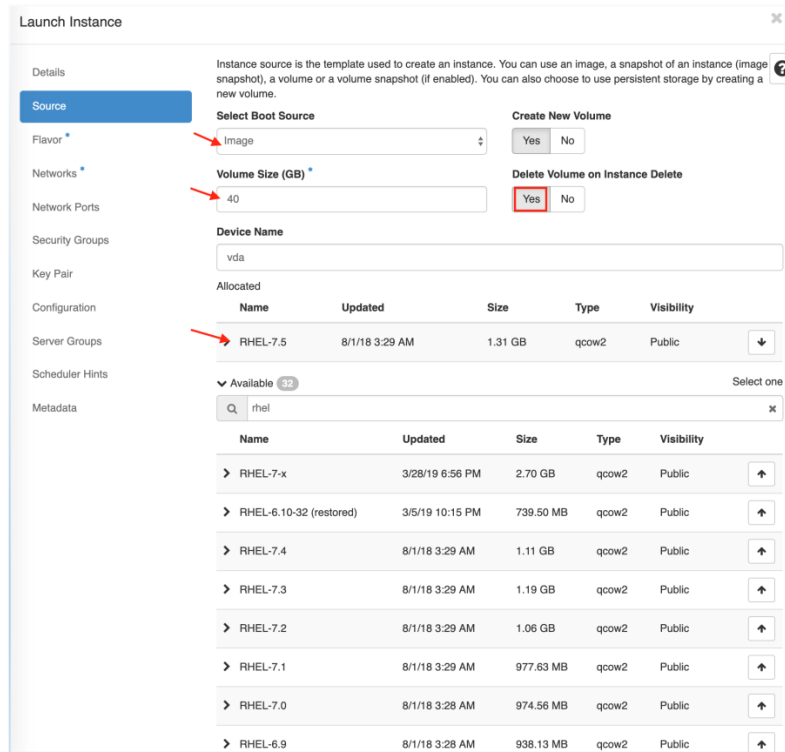 Launch Instance
Details
Source
Flavor *
Networks *
Network Ports
Security Groups
Key Pair
Configuration
Server Groups
Scheduler Hints
Metadata
Instance source is the template used to create an instance. You can use an image, a snapshot of an instance (image
snapshot), a volume or a volume snapshot (if enabled). You can also choose to use persistent storage by creating a
new volume.
Select Boot Source
Create New Volume
Image
Yes No
Volume Size (GB) *
Delete Volume on Instance Delete
40
Yes No
Device Name
vda
Allocated
Name Updated Size Type Visibility
RHEL-7.5 8/1/18 3:29 AM 1.31 GB qcow2 Public
Available 32 Select one
rhel
Name Updated Size Type Visibility
RHEL-7-x 3/28/19 6:56 PM 2.70 GB qcow2 Public
RHEL-6.10-32 (restored) 3/5/19 10:15 PM 739.50 MB qcow2 Public
RHEL-7.4 8/1/18 3:29 AM 1.11 GB qcow2 Public
RHEL-7.3 8/1/18 3:29 AM 1.19 GB qcow2 Public
RHEL-7.2 8/1/18 3:29 AM 1.06 GB qcow2 Public
RHEL-7.1 8/1/18 3:29 AM 977.63 MB qcow2 Public
RHEL-7.0 8/1/18 3:28 AM 974.56 MB qcow2 Public
RHEL-6.9 8/1/18 3:28 AM 938.13 MB qcow2 Public